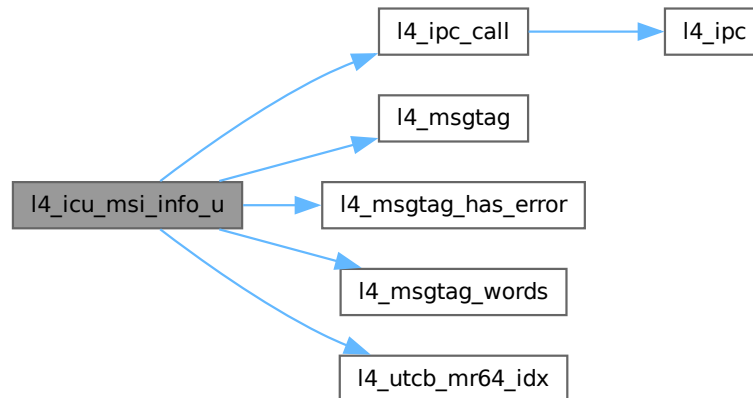 l4_ipc_call
l4_ipc
l4_msgtag
l4_icu_msi_info_u
l4_msgtag_has_error
l4_msgtag_words
l4_utcb_mr64_idx